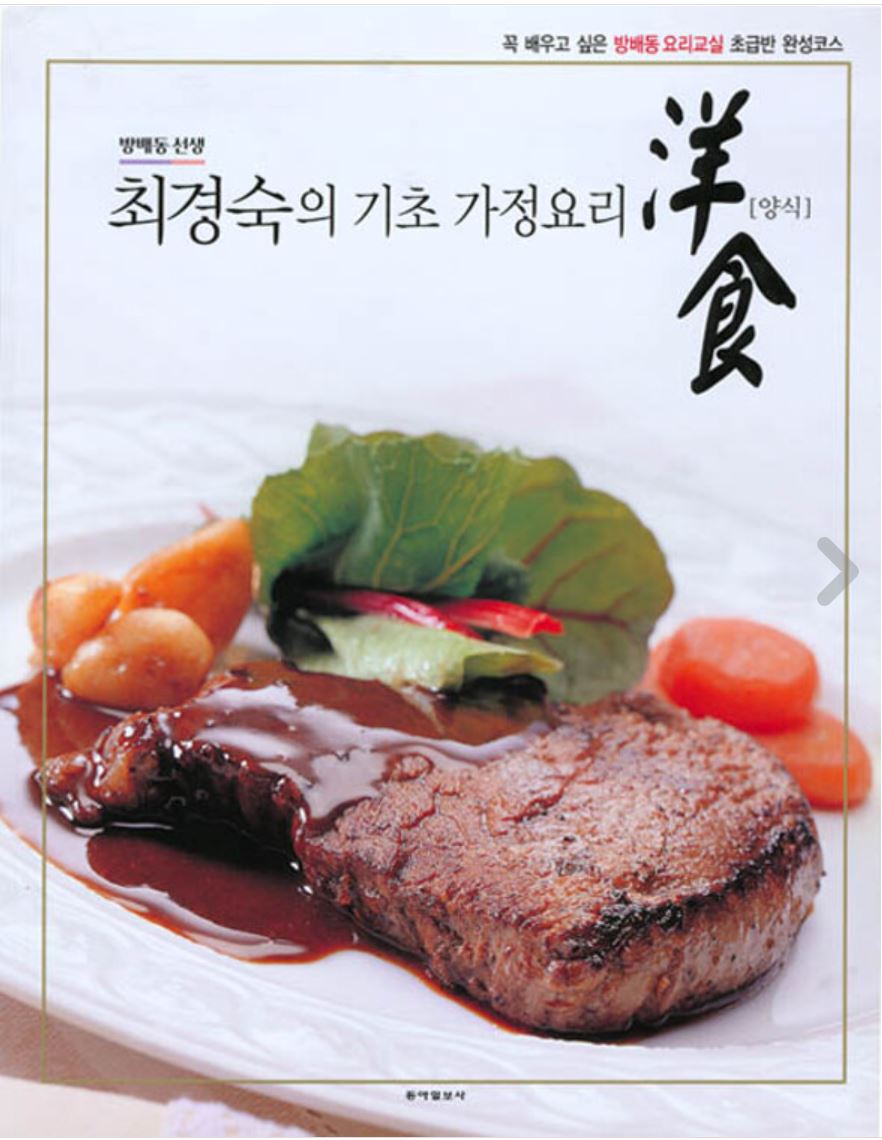 꼭 배우고 싶은 방배동 요리교실 초급반 완성코스
방배동 선생
최경숙의 기초 가정요리 洋食 [양식]
동아일보사